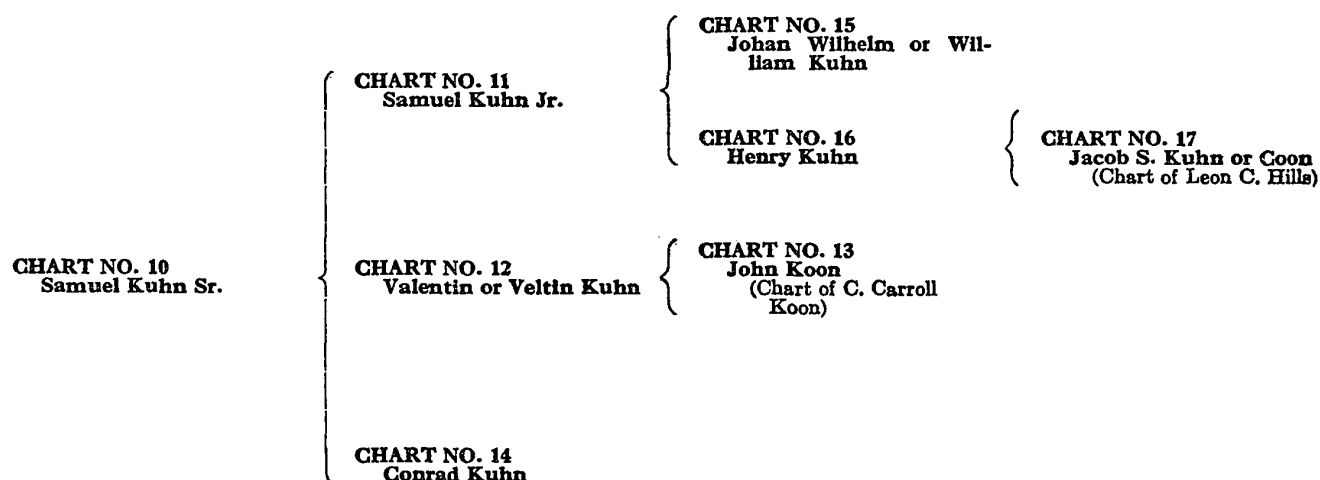 CHART NO. 10
Samuel Kuhn Sr.
CHART NO. 11
Samuel Kuhn Jr.
CHART NO. 15
Johan Wilhelm or Wil-
liam Kuhn
CHART NO. 16
Henry Kuhn
CHART NO. 17
Jacob S. Kuhn or Coon
(Chart of Leon C. Hills)
CHART NO. 12
Valentin or Veltin Kuhn
CHART NO. 13
John Koon
(Chart of C. Carroll
Koon)
CHART NO. 14
Conrad Kuhn